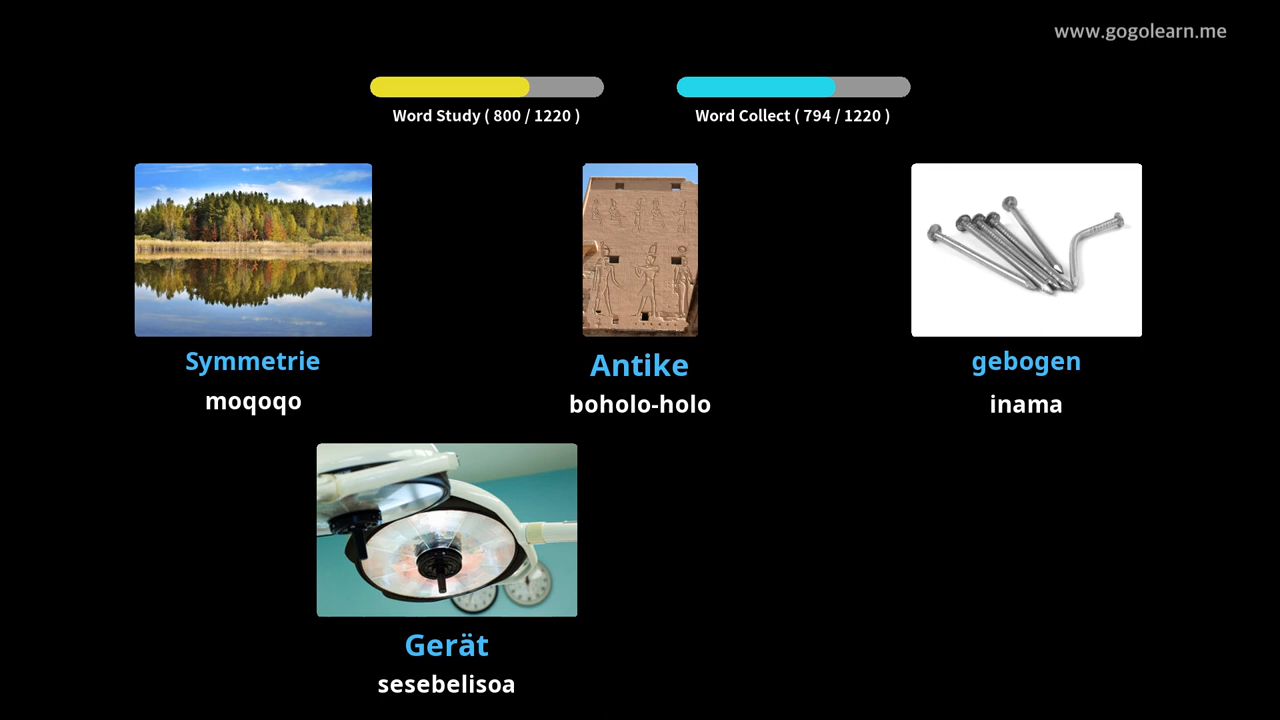 www.gogolearn.me
Word Study ( 800 / 1220 )
Word Collect ( 794 / 1220 )
Symmetrie
moqoqo
Antike
boholo-holo
gebogen
inama
Gerät
sesebelisoa